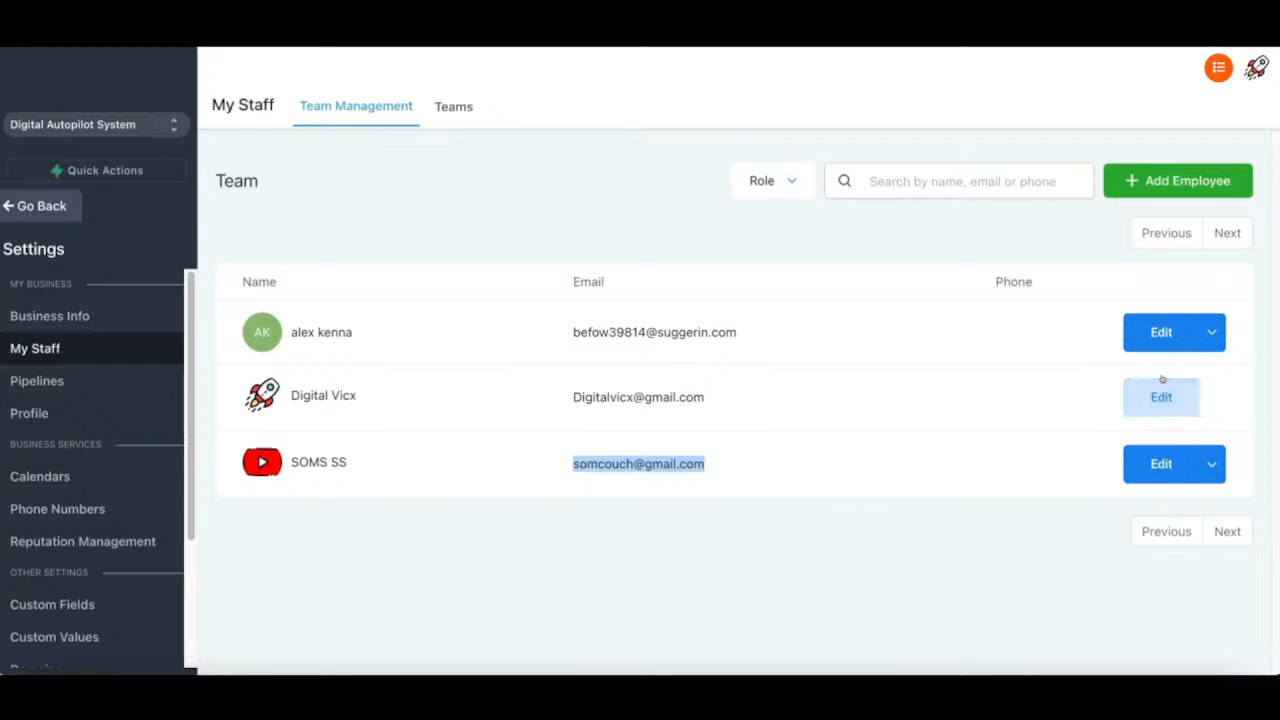 Digital Autopilot System
Quick Actions
Go Back
Settings
MY BUSINESS
Business Info
My Staff
Pipelines
Profile
BUSINESS SERVICES
Calendars
Phone Numbers
Reputation Management
OTHER SETTINGS
Custom Fields
Custom Values
My Staff
Team Management
Teams
Team
Role
Search by name, email or phone
+ Add Employee
Previous
Next
Name
Email
Phone
AK
alex kenna
befow39814@suggerin.com
Edit
Digital Vicx
Digitalvicx@gmail.com
Edit
SOMS SS
somcouch@gmail.com
Edit
Previous
Next